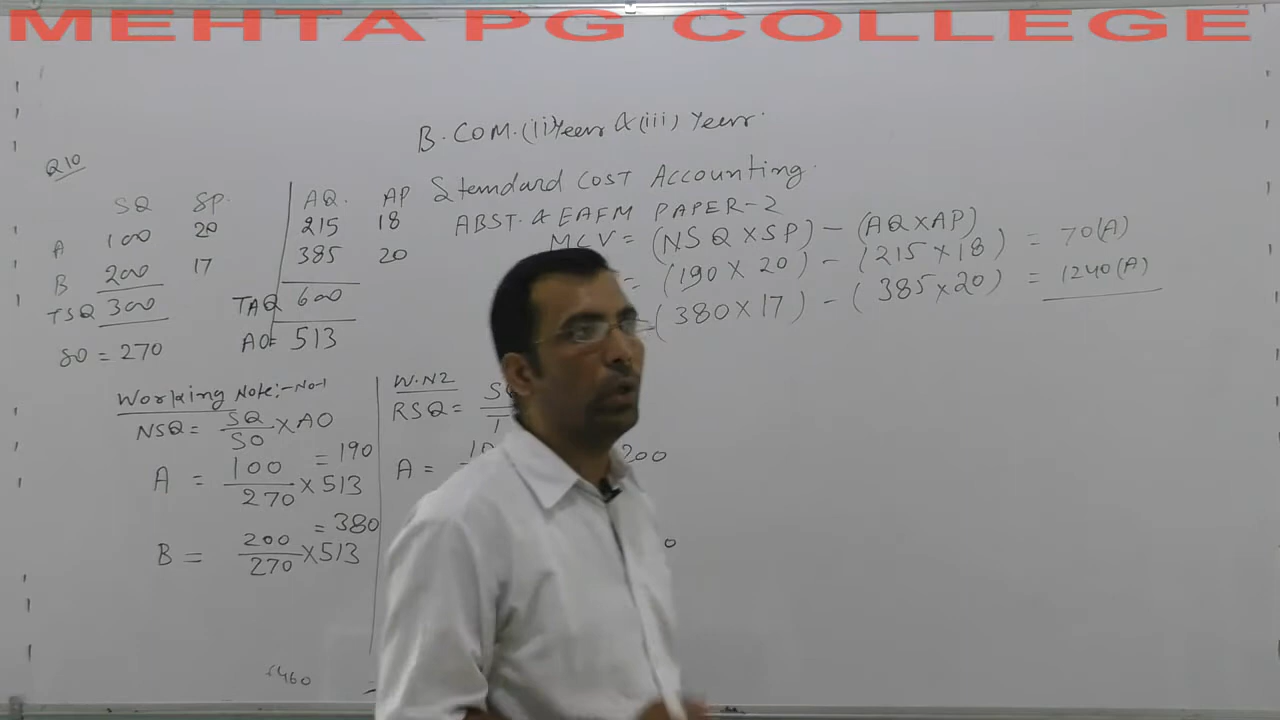 MEHTA PG COLLEGE
B.COM.(ii)Year & (iii) Year.
Standard Cost Accounting.
ABST. & EAFM PAPER-2
Q10
SQ SP. AQ. AP
A 100 20 215 18
B 200 17 385 20
TSQ 300 TAQ 600
SO = 270 AO= 513
MCV = (NSQ×SP) - (AQ×AP)
= (190×20) - (215×18) = 70(A)
= (380×17) - (385×20) = 1240(A)
Working Note:-No-1
NSQ= SQ/SO × AO
A = 100/270 × 513 = 190
B = 200/270 × 513 = 380
W.N2
RSQ=
A = 200